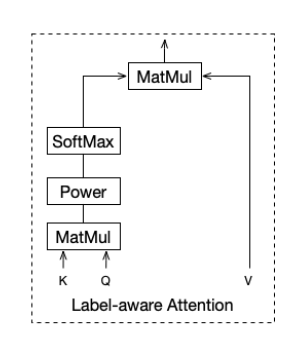 MatMul
SoftMax
Power
MatMul
K Q V
Label-aware Attention